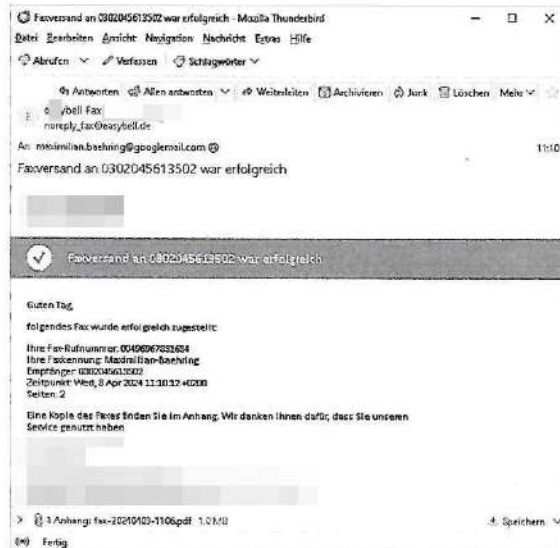 Faxversand an 0302045613502 war erfolgreich - Mozilla Thunderbird
Datei Bearbeiten Ansicht Navigation Nachricht Extras Hilfe
Abrufen Verfassen Schlagwörter
Antworten Allen antworten Weiterleiten Archivieren Junk Löschen Mehr
ybell Fax
noreply_fax@easybell.de
An maximilian.baehring@googlemail.com 11:10
Faxversand an 0302045613502 war erfolgreich
Faxversand an 0302045613502 war erfolgreich
Guten Tag,
folgendes Fax wurde erfolgreich zugestellt:
Ihre Fax-Rufnummer: 00496967831634
Ihre Faxkennung: Maximilian-Baehring
Empfänger: 0302045613502
Zeitpunkt: Wed, 3 Apr 2024 11:10:12 +0200
Seiten: 2
Eine Kopie des Faxes finden Sie im Anhang. Wir danken Ihnen dafür, dass Sie unseren
Service genutzt haben
1 Anhang: fax-20240403-1106.pdf 1,0 MB Speichern
Fertig